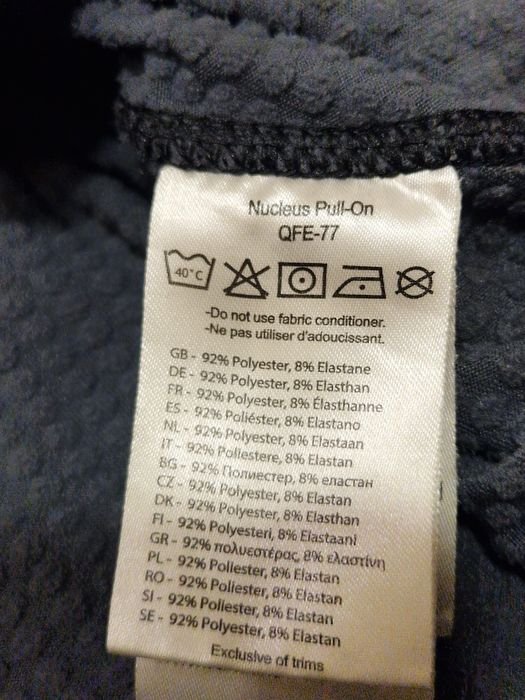 Nucleus Pull-On
QFE-77
40°C
-Do not use fabric conditioner.
-Ne pas utiliser d'adoucissant.
GB - 92% Polyester, 8% Elastane
DE - 92% Polyester, 8% Elasthan
FR - 92% Polyester, 8% Élasthanne
ES - 92% Poliéster, 8% Elastano
NL - 92% Polyester, 8% Elastaan
IT - 92% Poliestere, 8% Elastan
BG - 92% Полиестер, 8% еластан
CZ - 92% Polyester, 8% Elastan
DK - 92% Polyester, 8% Elasthan
FI - 92% Polyesteri, 8% Elastaani
GR - 92% πολυεστέρας, 8% ελαστίνη
PL - 92% Poliester, 8% Elastan
RO - 92% Poliester, 8% Elastan
SI - 92% Poliester, 8% Elastan
SE - 92% Polyester, 8% Elastan
Exclusive of trims